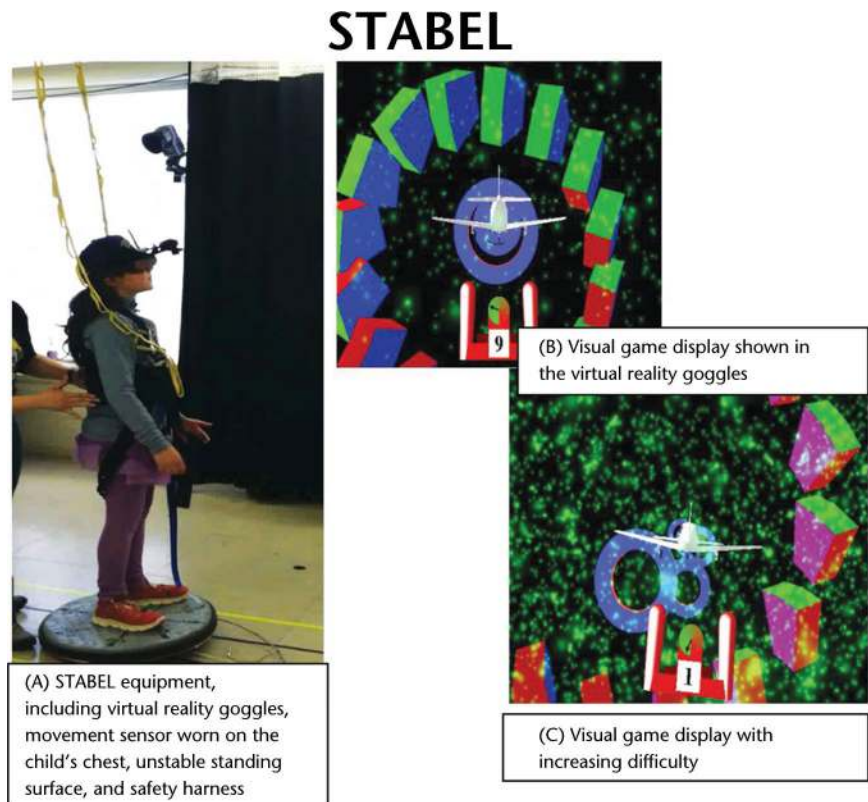 STABEL
9
(B) Visual game display shown in
the virtual reality goggles
1
(A) STABEL equipment,
including virtual reality goggles,
movement sensor worn on the
child's chest, unstable standing
surface, and safety harness
(C) Visual game display with
increasing difficulty